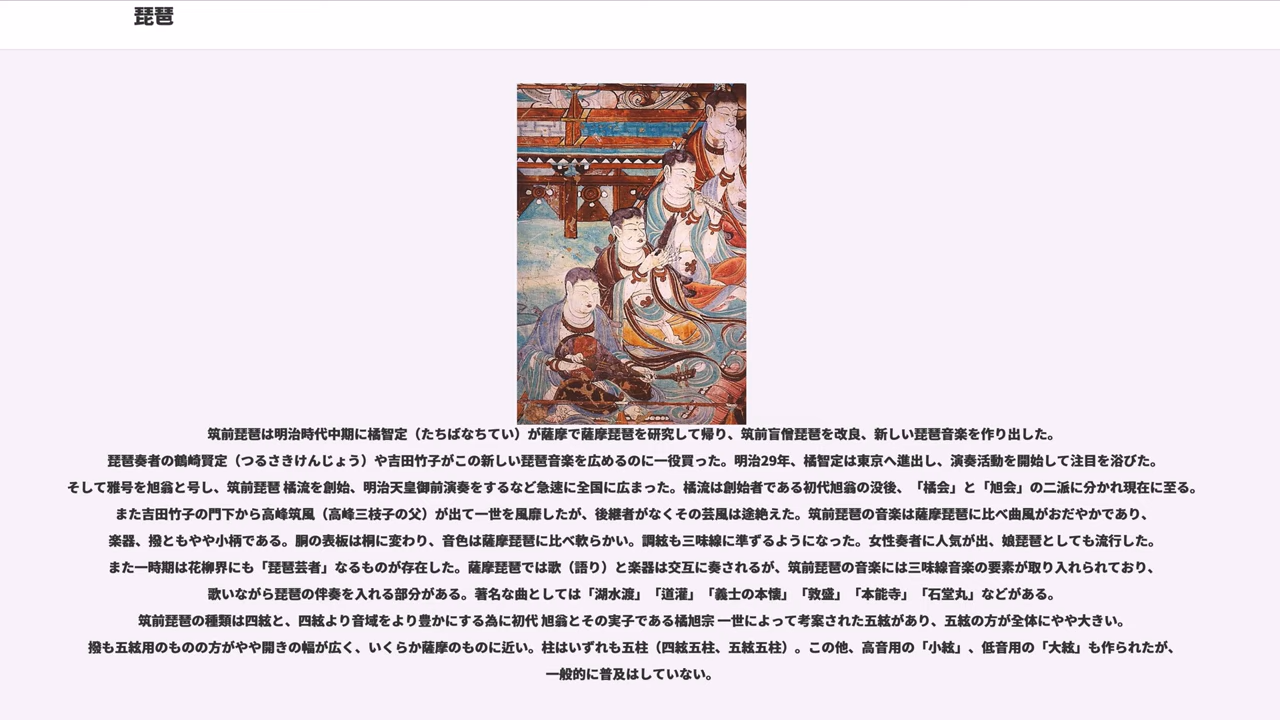 琵琶
筑前琵琶は明治時代中期に橘智定（たちばなちてい）が薩摩で薩摩琵琶を研究して帰り、筑前盲僧琵琶を改良、新しい琵琶音楽を作り出した。
琵琶奏者の鶴崎賢定（つるさきけんじょう）や吉田竹子がこの新しい琵琶音楽を広めるのに一役買った。明治29年、橘智定は東京へ進出し、演奏活動を開始して注目を浴びた。
そして雅号を旭翁と号し、筑前琵琶 橘流を創始、明治天皇御前演奏をするなど急速に全国に広まった。橘流は創始者である初代旭翁の没後、「橘会」と「旭会」の二派に分かれ現在に至る。
また吉田竹子の門下から高峰筑風（高峰三枝子の父）が出て一世を風靡したが、後継者がなくその芸風は途絶えた。筑前琵琶の音楽は薩摩琵琶に比べ曲風がおだやかであり、
楽器、撥ともやや小柄である。胴の表板は桐に変わり、音色は薩摩琵琶に比べ軟らかい。調絃も三味線に準ずるようになった。女性奏者に人気が出、娘琵琶としても流行した。
また一時期は花柳界にも「琵琶芸者」なるものが存在した。薩摩琵琶では歌（語り）と楽器は交互に奏されるが、筑前琵琶の音楽には三味線音楽の要素が取り入れられており、
歌いながら琵琶の伴奏を入れる部分がある。著名な曲としては「湖水渡」「道灌」「義士の本懐」「敦盛」「本能寺」「石堂丸」などがある。
筑前琵琶の種類は四絃と、四絃より音域をより豊かにする為に初代 旭翁とその実子である橘旭宗 一世によって考案された五絃があり、五絃の方が全体にやや大きい。
撥も五絃用のものの方がやや開きの幅が広く、いくらか薩摩のものに近い。柱はいずれも五柱（四絃五柱、五絃五柱）。この他、高音用の「小絃」、低音用の「大絃」も作られたが、
一般的に普及はしていない。